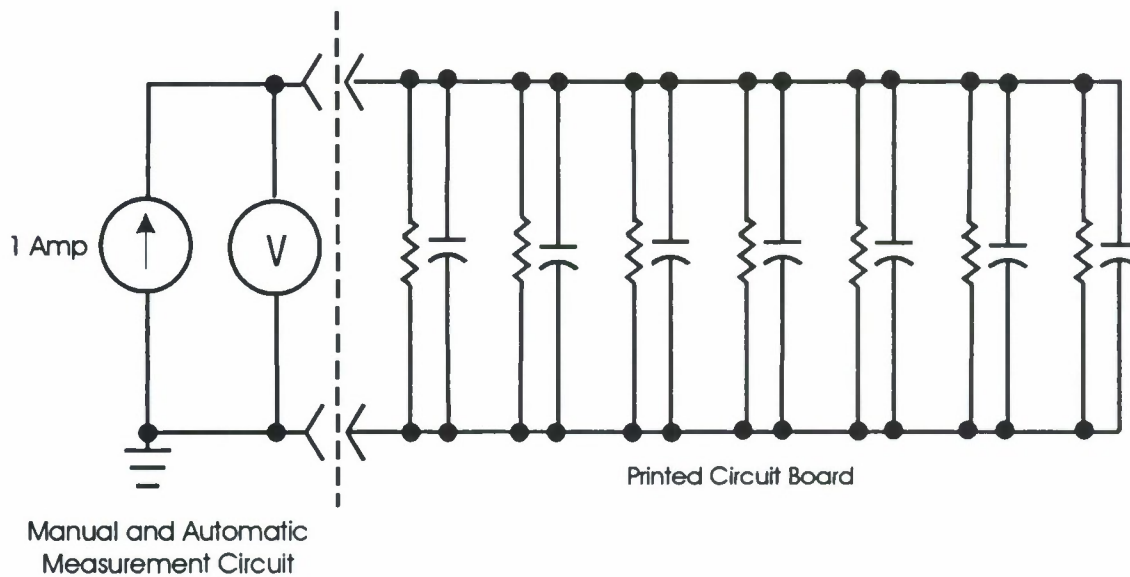 1 Amp
V
Printed Circuit Board
Manual and Automatic
Measurement Circuit